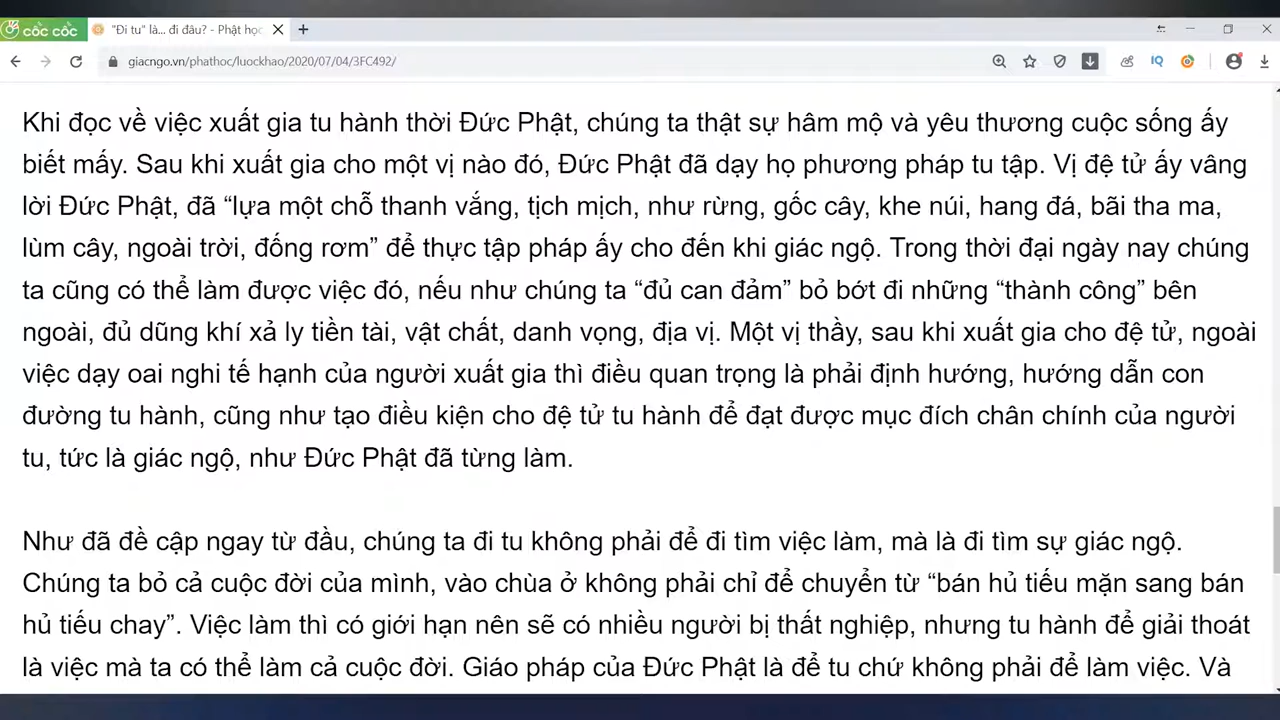 cốc cốc
"Đi tu" là... đi đâu? - Phật học
giacngo.vn/phathoc/luockhao/2020/07/04/3FC492/
IQ
Khi đọc về việc xuất gia tu hành thời Đức Phật, chúng ta thật sự hâm mộ và yêu thương cuộc sống ấy
biết mấy. Sau khi xuất gia cho một vị nào đó, Đức Phật đã dạy họ phương pháp tu tập. Vị đệ tử ấy vâng
lời Đức Phật, đã “lựa một chỗ thanh vắng, tịch mịch, như rừng, gốc cây, khe núi, hang đá, bãi tha ma,
lùm cây, ngoài trời, đống rơm” để thực tập pháp ấy cho đến khi giác ngộ. Trong thời đại ngày nay chúng
ta cũng có thể làm được việc đó, nếu như chúng ta “đủ can đảm” bỏ bớt đi những “thành công” bên
ngoài, đủ dũng khí xả ly tiền tài, vật chất, danh vọng, địa vị. Một vị thầy, sau khi xuất gia cho đệ tử, ngoài
việc dạy oai nghi tế hạnh của người xuất gia thì điều quan trọng là phải định hướng, hướng dẫn con
đường tu hành, cũng như tạo điều kiện cho đệ tử tu hành để đạt được mục đích chân chính của người
tu, tức là giác ngộ, như Đức Phật đã từng làm.
Như đã đề cập ngay từ đầu, chúng ta đi tu không phải để đi tìm việc làm, mà là đi tìm sự giác ngộ.
Chúng ta bỏ cả cuộc đời của mình, vào chùa ở không phải chỉ để chuyển từ “bán hủ tiếu mặn sang bán
hủ tiếu chay”. Việc làm thì có giới hạn nên sẽ có nhiều người bị thất nghiệp, nhưng tu hành để giải thoát
là việc mà ta có thể làm cả cuộc đời. Giáo pháp của Đức Phật là để tu chứ không phải để làm việc. Và